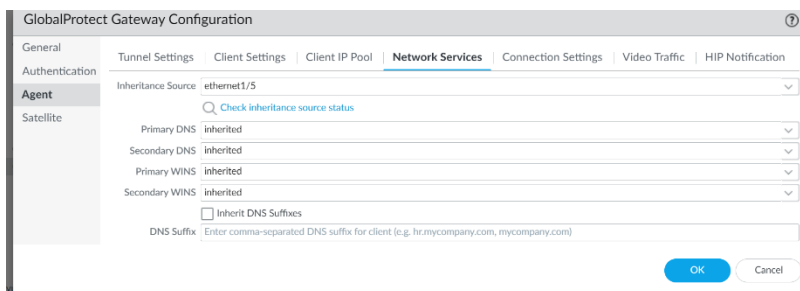 GlobalProtect Gateway Configuration ?
General
Authentication
Agent
Satellite
Tunnel Settings Client Settings Client IP Pool Network Services Connection Settings Video Traffic HIP Notification
Inheritance Source ethernet1/5
Check inheritance source status
Primary DNS inherited
Secondary DNS inherited
Primary WINS inherited
Secondary WINS inherited
Inherit DNS Suffixes
DNS Suffix Enter comma-separated DNS suffix for client (e.g. hr.mycompany.com, mycompany.com)
OK Cancel